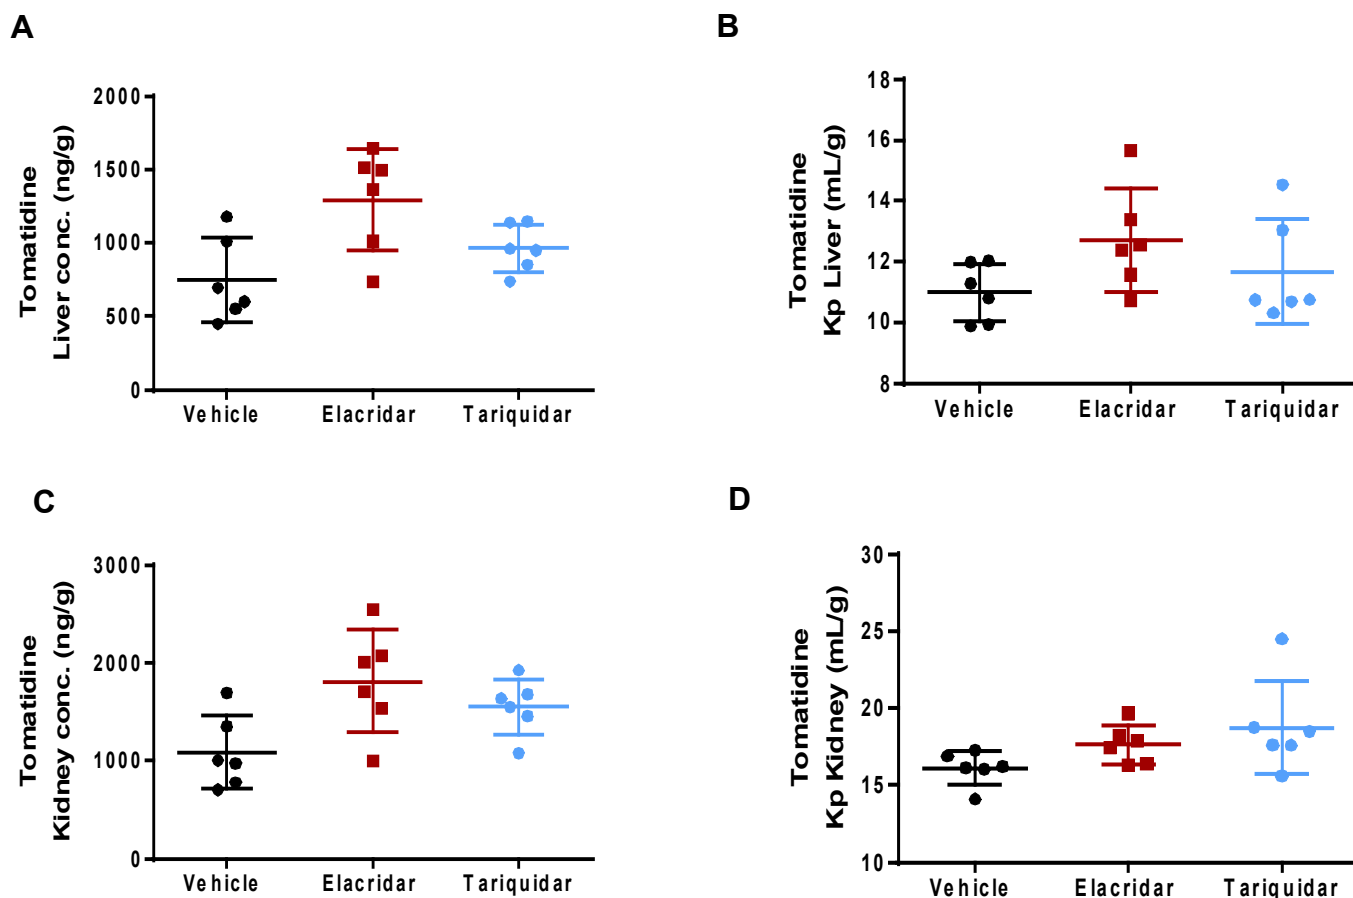 A
Tomatidine
Liver conc. (ng/g)
2000
1500
1000
500
0
Vehicle Elacridar Tariquidar
B
Tomatidine
Kp Liver (mL/g)
18
16
14
12
10
8
Vehicle Elacridar Tariquidar
C
Tomatidine
Kidney conc. (ng/g)
3000
2000
1000
0
Vehicle Elacridar Tariquidar
D
Tomatidine
Kp Kidney (mL/g)
30
25
20
15
10
Vehicle Elacridar Tariquidar